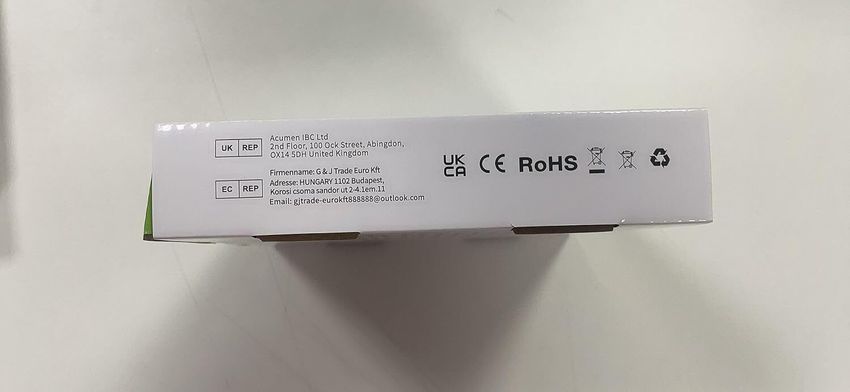 UK REP
Acumen IBC Ltd
2nd Floor, 100 Ock Street, Abingdon,
OX14 5DH United Kingdom
EC REP
Firmenname: G & J Trade Euro Kft
Adresse: HUNGARY 1102 Budapest,
Korosi csoma sandor ut 2-4.1em.11
Email: gjtrade-eurokft888888@outlook.com
UK
CA
CE
RoHS